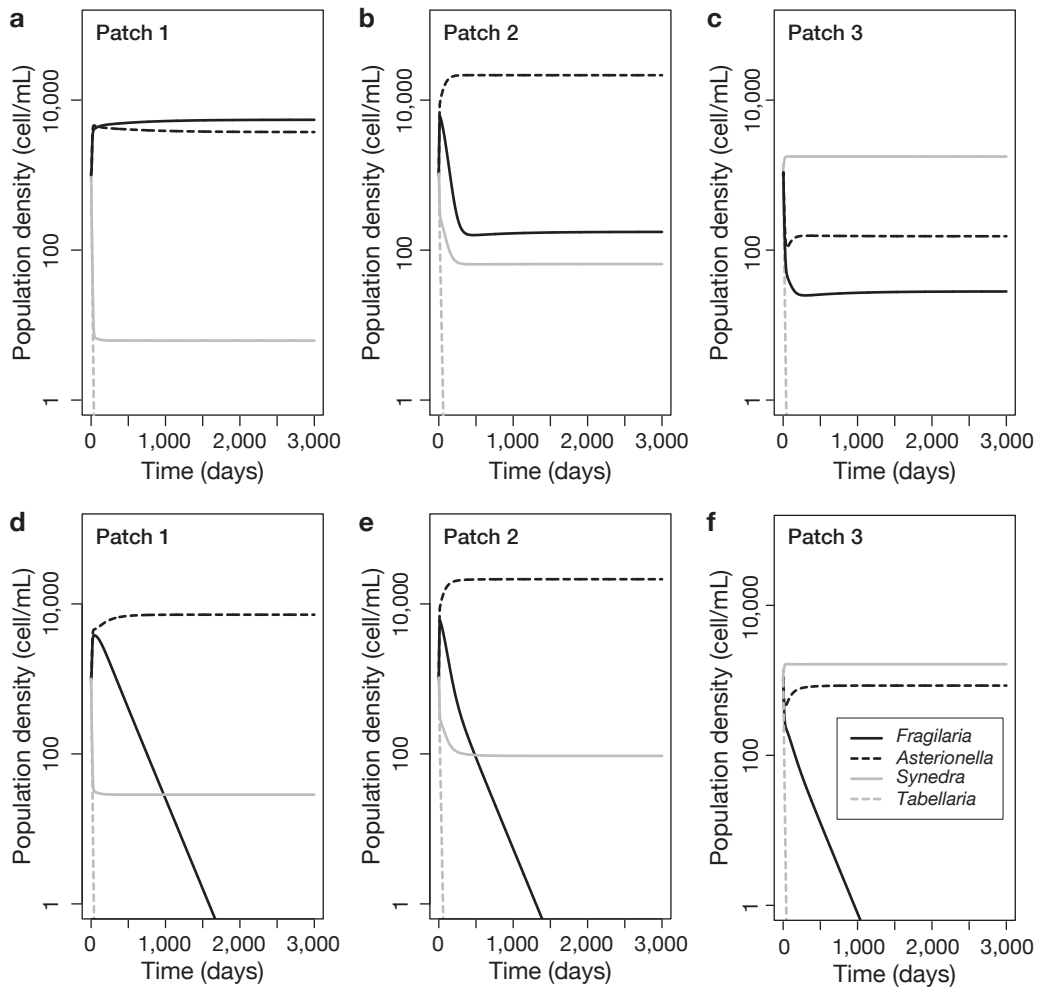 a
Patch 1
Population density (cell/mL)
10,000
100
1
0
1,000
2,000
3,000
Time (days)
b
Patch 2
Population density (cell/mL)
10,000
100
1
0
1,000
2,000
3,000
Time (days)
c
Patch 3
Population density (cell/mL)
10,000
100
1
0
1,000
2,000
3,000
Time (days)
d
Patch 1
Population density (cell/mL)
10,000
100
1
0
1,000
2,000
3,000
Time (days)
e
Patch 2
Population density (cell/mL)
10,000
100
1
0
1,000
2,000
3,000
Time (days)
f
Patch 3
Population density (cell/mL)
10,000
100
1
0
1,000
2,000
3,000
Time (days)
Fragilaria
Asterionella
Synedra
Tabellaria